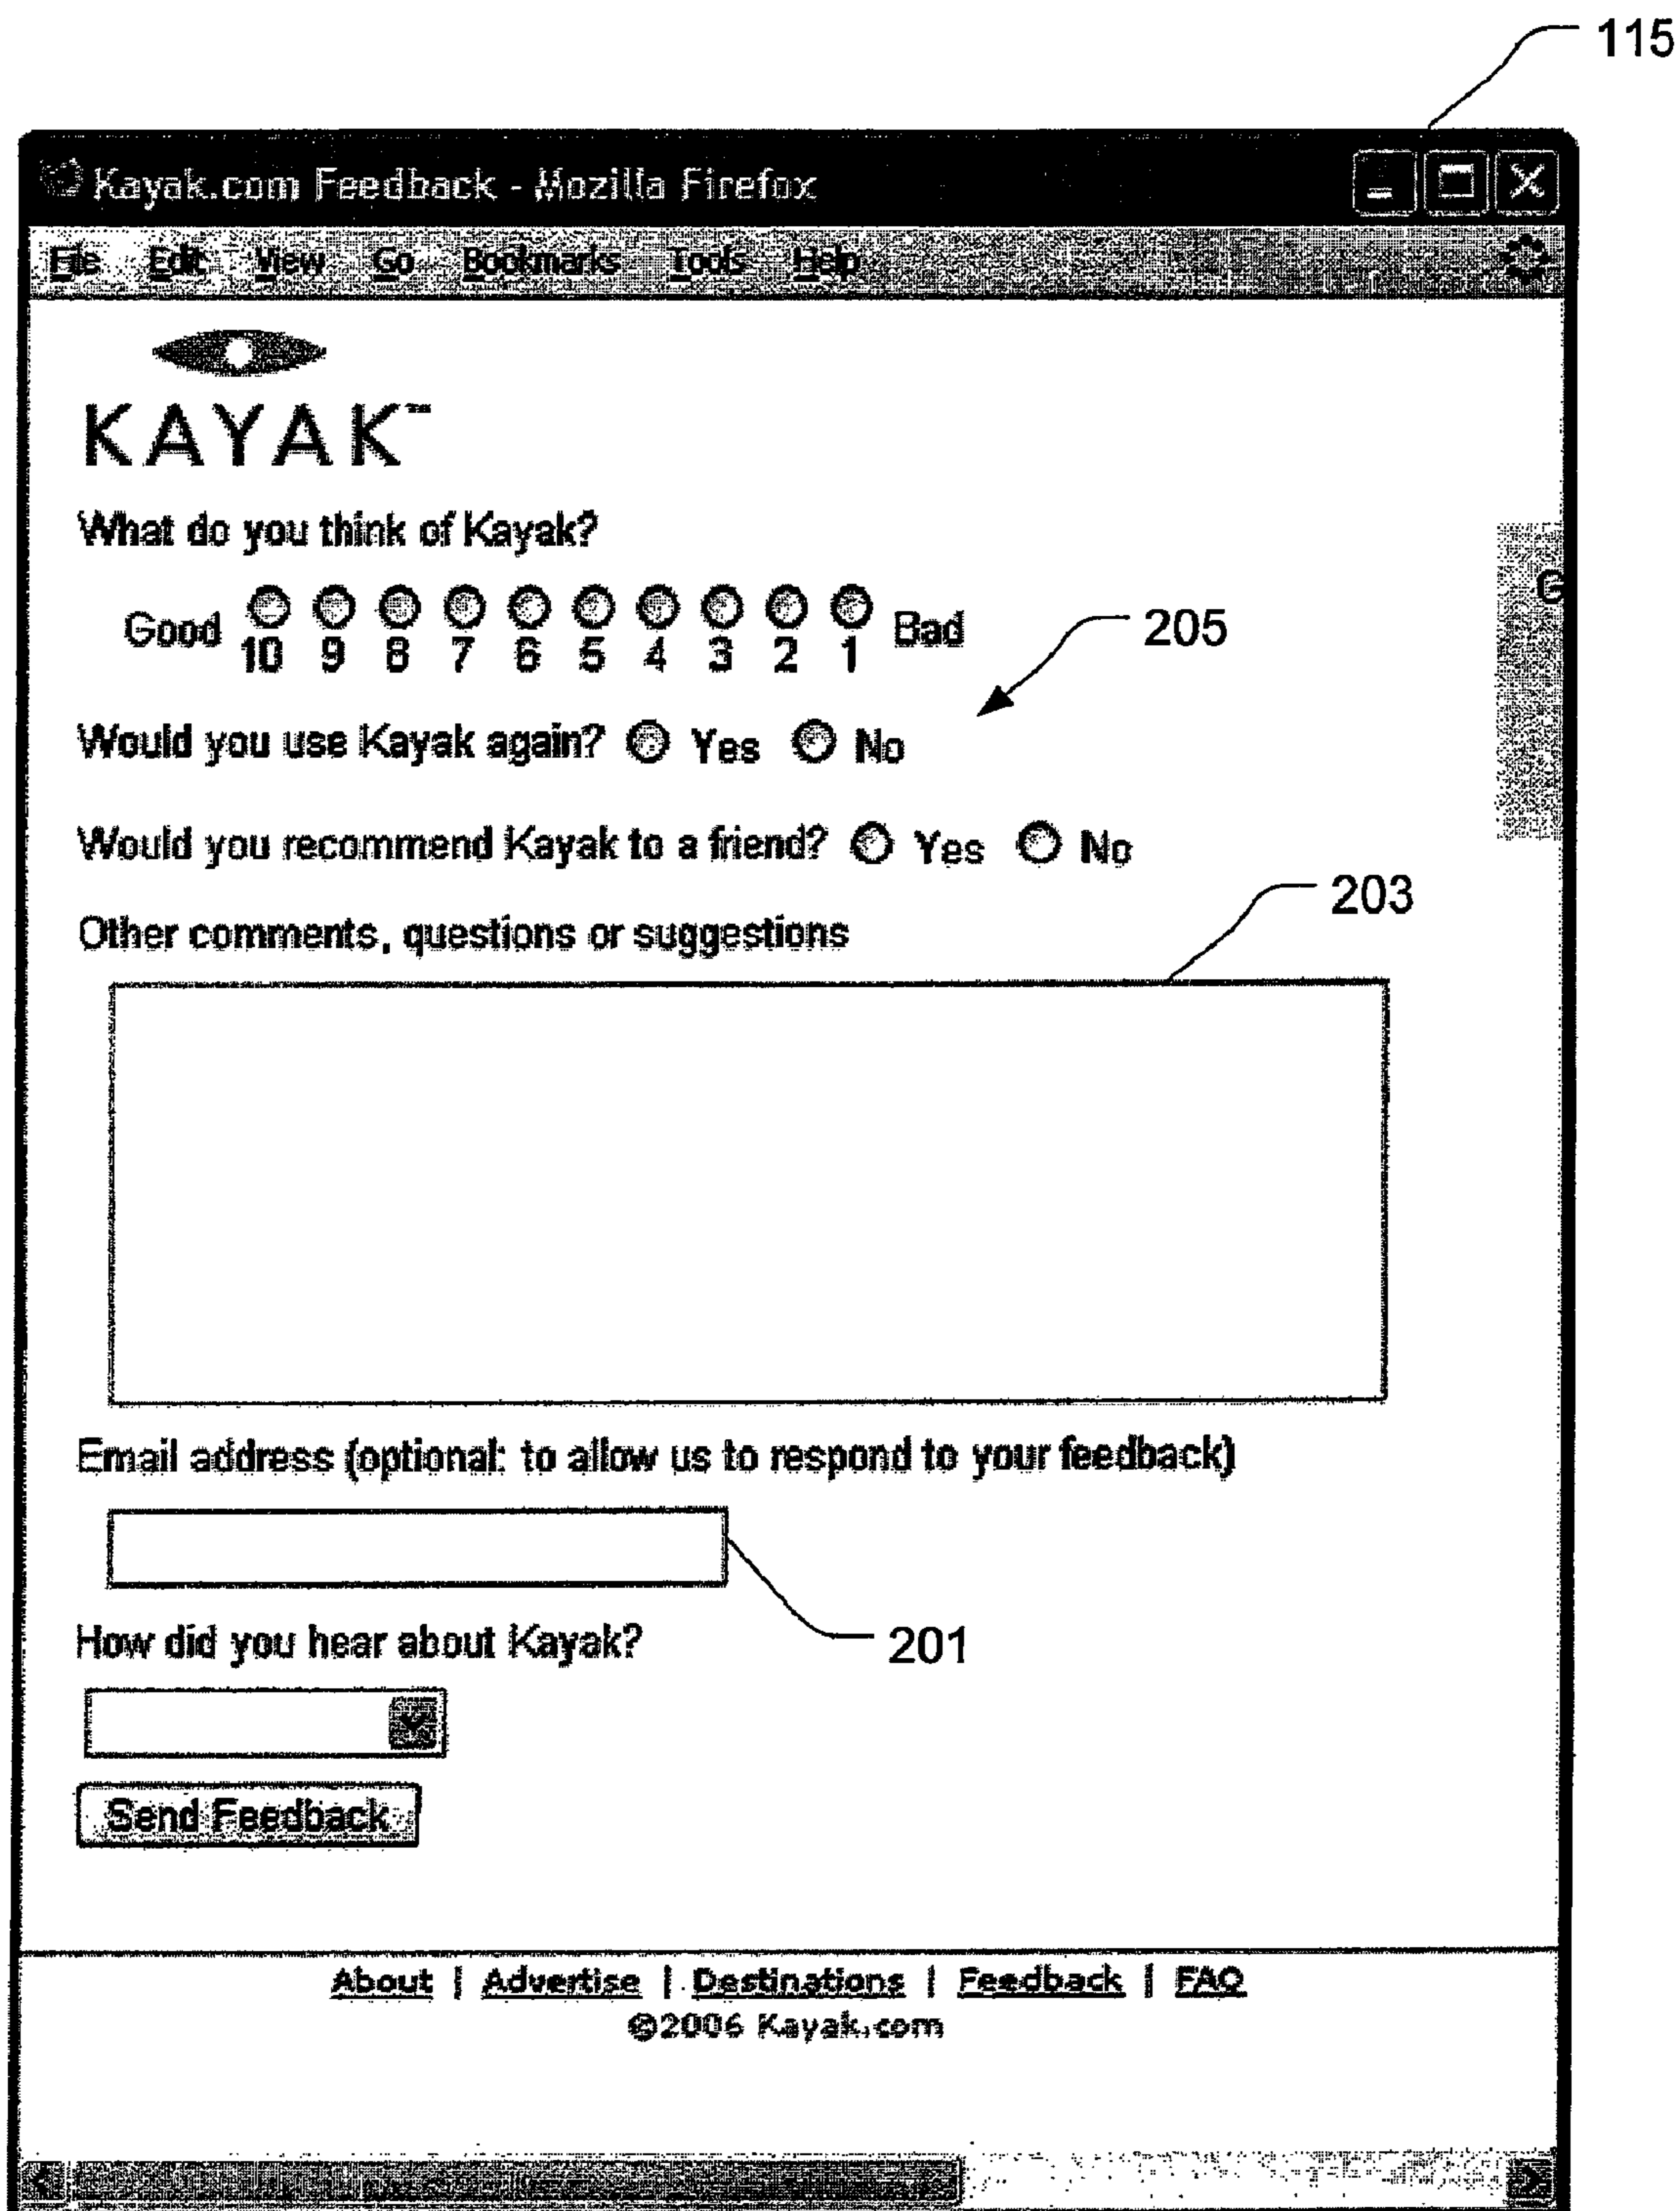 115
Kayak.com Feedback - Mozilla Firefox
File Edit View Go Bookmarks Tools Help
KAYAK™
What do you think of Kayak?
G
Good 10 9 8 7 6 5 4 3 2 1 Bad
205
Would you use Kayak again? Yes No
Would you recommend Kayak to a friend? Yes No
203
Other comments, questions or suggestions
Email address (optional: to allow us to respond to your feedback)
201
How did you hear about Kayak?
Send Feedback
About | Advertise | Destinations | Feedback | FAQ
©2006 Kayak.com